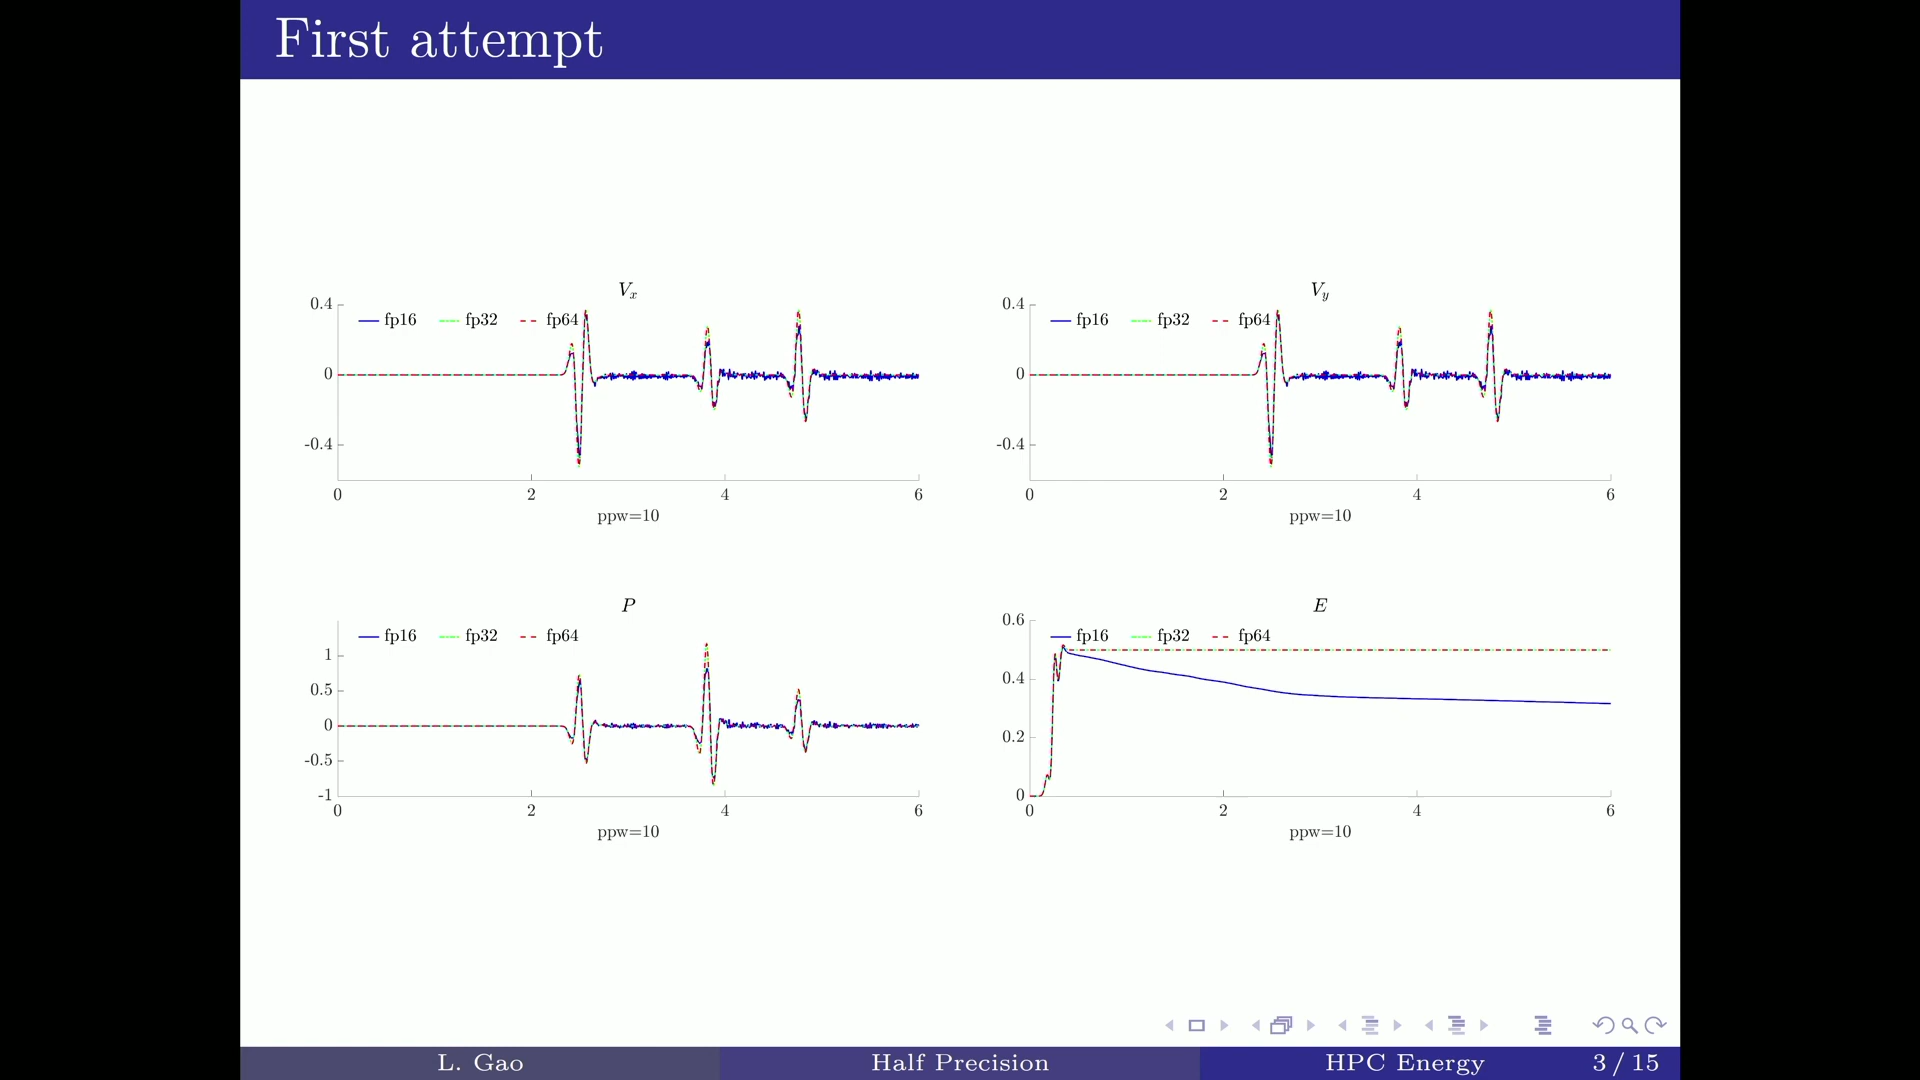 First attempt
V_x
0.4
fp16 fp32 fp64
0
-0.4
0 2 4 6
ppw=10
V_y
0.4
fp16 fp32 fp64
0
-0.4
0 2 4 6
ppw=10
P
fp16 fp32 fp64
1
0.5
0
-0.5
-1
0 2 4 6
ppw=10
E
0.6
fp16 fp32 fp64
0.4
0.2
0
0 2 4 6
ppw=10
L. Gao Half Precision HPC Energy 3 / 15